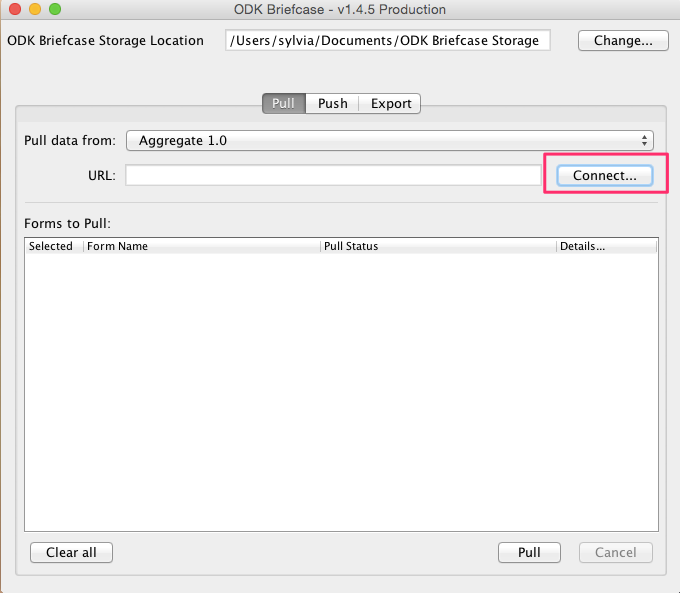 ODK Briefcase - v1.4.5 Production
ODK Briefcase Storage Location /Users/sylvia/Documents/ODK Briefcase Storage Change...
Pull Push Export
Pull data from: Aggregate 1.0
URL: Connect...
Forms to Pull:
Selected Form Name Pull Status Details...
Clear all Pull Cancel